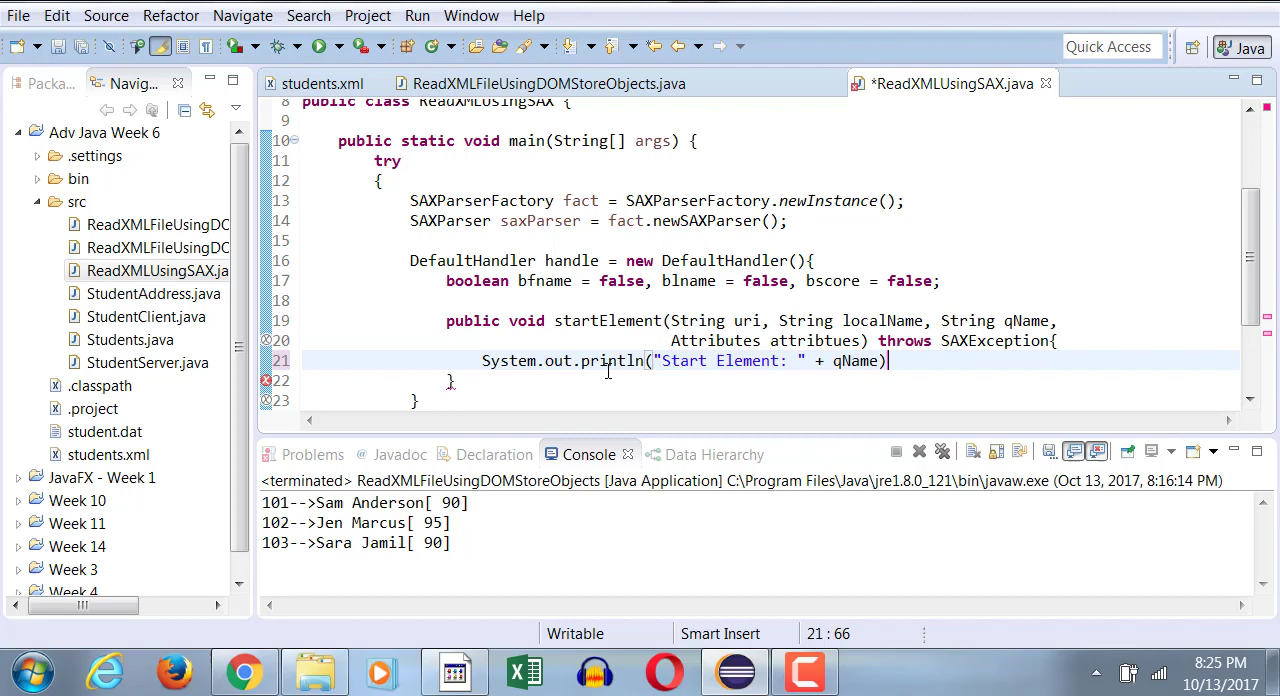 File Edit Source Refactor Navigate Search Project Run Window Help
Quick Access
Java
Packa...
Navig...
students.xml
ReadXMLFileUsingDOMStoreObjects.java
*ReadXMLUsingSAX.java
Adv Java Week 6
.settings
bin
src
ReadXMLFileUsingDO
ReadXMLFileUsingDO
ReadXMLUsingSAX.ja
StudentAddress.java
StudentClient.java
Students.java
StudentServer.java
.classpath
.project
student.dat
students.xml
JavaFX - Week 1
Week 10
Week 11
Week 14
Week 3
Week 4
8 public class ReadXMLUsingSAX {
9
10 public static void main(String[] args) {
11 try
12 {
13 SAXParserFactory fact = SAXParserFactory.newInstance();
14 SAXParser saxParser = fact.newSAXParser();
15
16 DefaultHandler handle = new DefaultHandler(){
17 boolean bfname = false, blname = false, bscore = false;
18
19 public void startElement(String uri, String localName, String qName,
20 Attributes attribtues) throws SAXException{
21 System.out.println("Start Element: " + qName)
22 }
23 }
Problems
Javadoc
Declaration
Console
Data Hierarchy
<terminated> ReadXMLFileUsingDOMStoreObjects [Java Application] C:\Program Files\Java\jre1.8.0_121\bin\javaw.exe (Oct 13, 2017, 8:16:14 PM)
101-->Sam Anderson[ 90]
102-->Jen Marcus[ 95]
103-->Sara Jamil[ 90]
Writable
Smart Insert
21 : 66
8:25 PM
10/13/2017